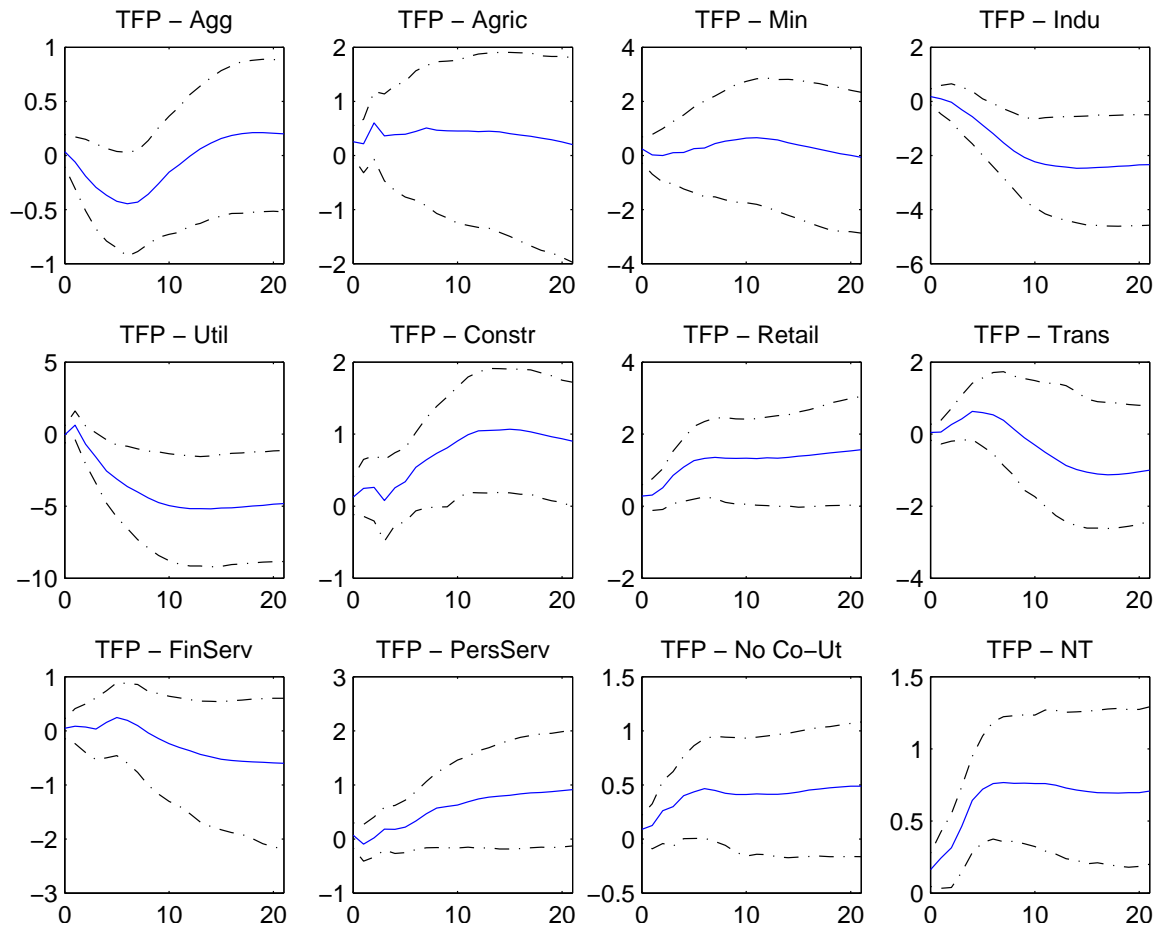 TFP − Agg
1
0.5
0
−0.5
−1
0 10 20
TFP − Agric
2
1
0
−1
−2
0 10 20
TFP − Min
4
2
0
−2
−4
0 10 20
TFP − Indu
2
0
−2
−4
−6
0 10 20
TFP − Util
5
0
−5
−10
0 10 20
TFP − Constr
2
1
0
−1
0 10 20
TFP − Retail
4
2
0
−2
0 10 20
TFP − Trans
2
0
−2
−4
0 10 20
TFP − FinServ
1
0
−1
−2
−3
0 10 20
TFP − PersServ
3
2
1
0
−1
0 10 20
TFP − No Co−Ut
1.5
1
0.5
0
−0.5
0 10 20
TFP − NT
1.5
1
0.5
0
0 10 20